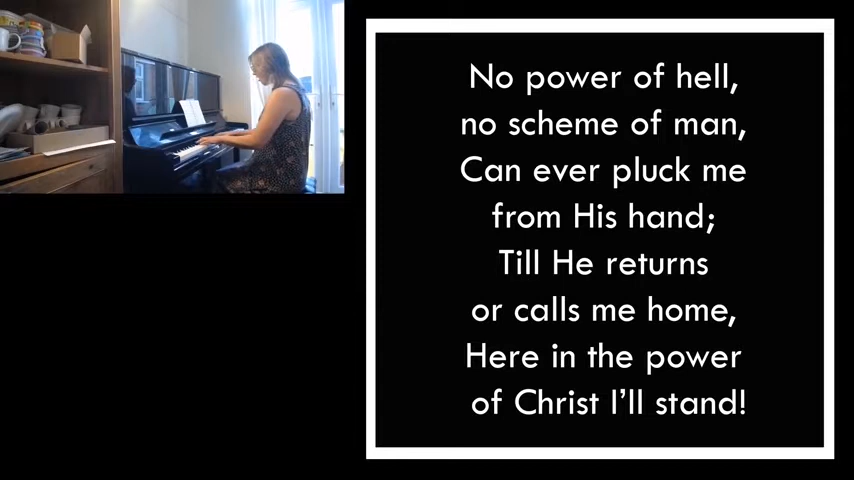 No power of hell,
no scheme of man,
Can ever pluck me
from His hand;
Till He returns
or calls me home,
Here in the power
of Christ I'll stand!